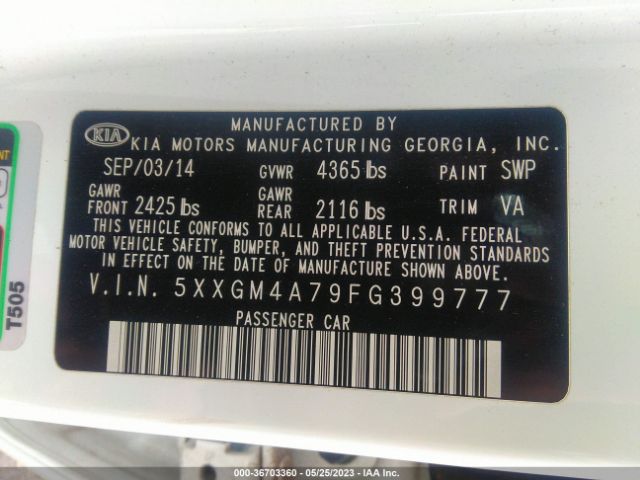 MANUFACTURED BY
KIA KIA MOTORS MANUFACTURING GEORGIA, INC.
SEP/03/14 GVWR 4365 lbs PAINT SWP
GAWR FRONT 2425 lbs GAWR REAR 2116 lbs TRIM VA
THIS VEHICLE CONFORMS TO ALL APPLICABLE U.S.A. FEDERAL
MOTOR VEHICLE SAFETY, BUMPER, AND THEFT PREVENTION STANDARDS
IN EFFECT ON THE DATE OF MANUFACTURE SHOWN ABOVE.
V.I.N. 5XXGM4A79FG399777
PASSENGER CAR
T505
000-36703360 - 05/25/2023 - IAA Inc.